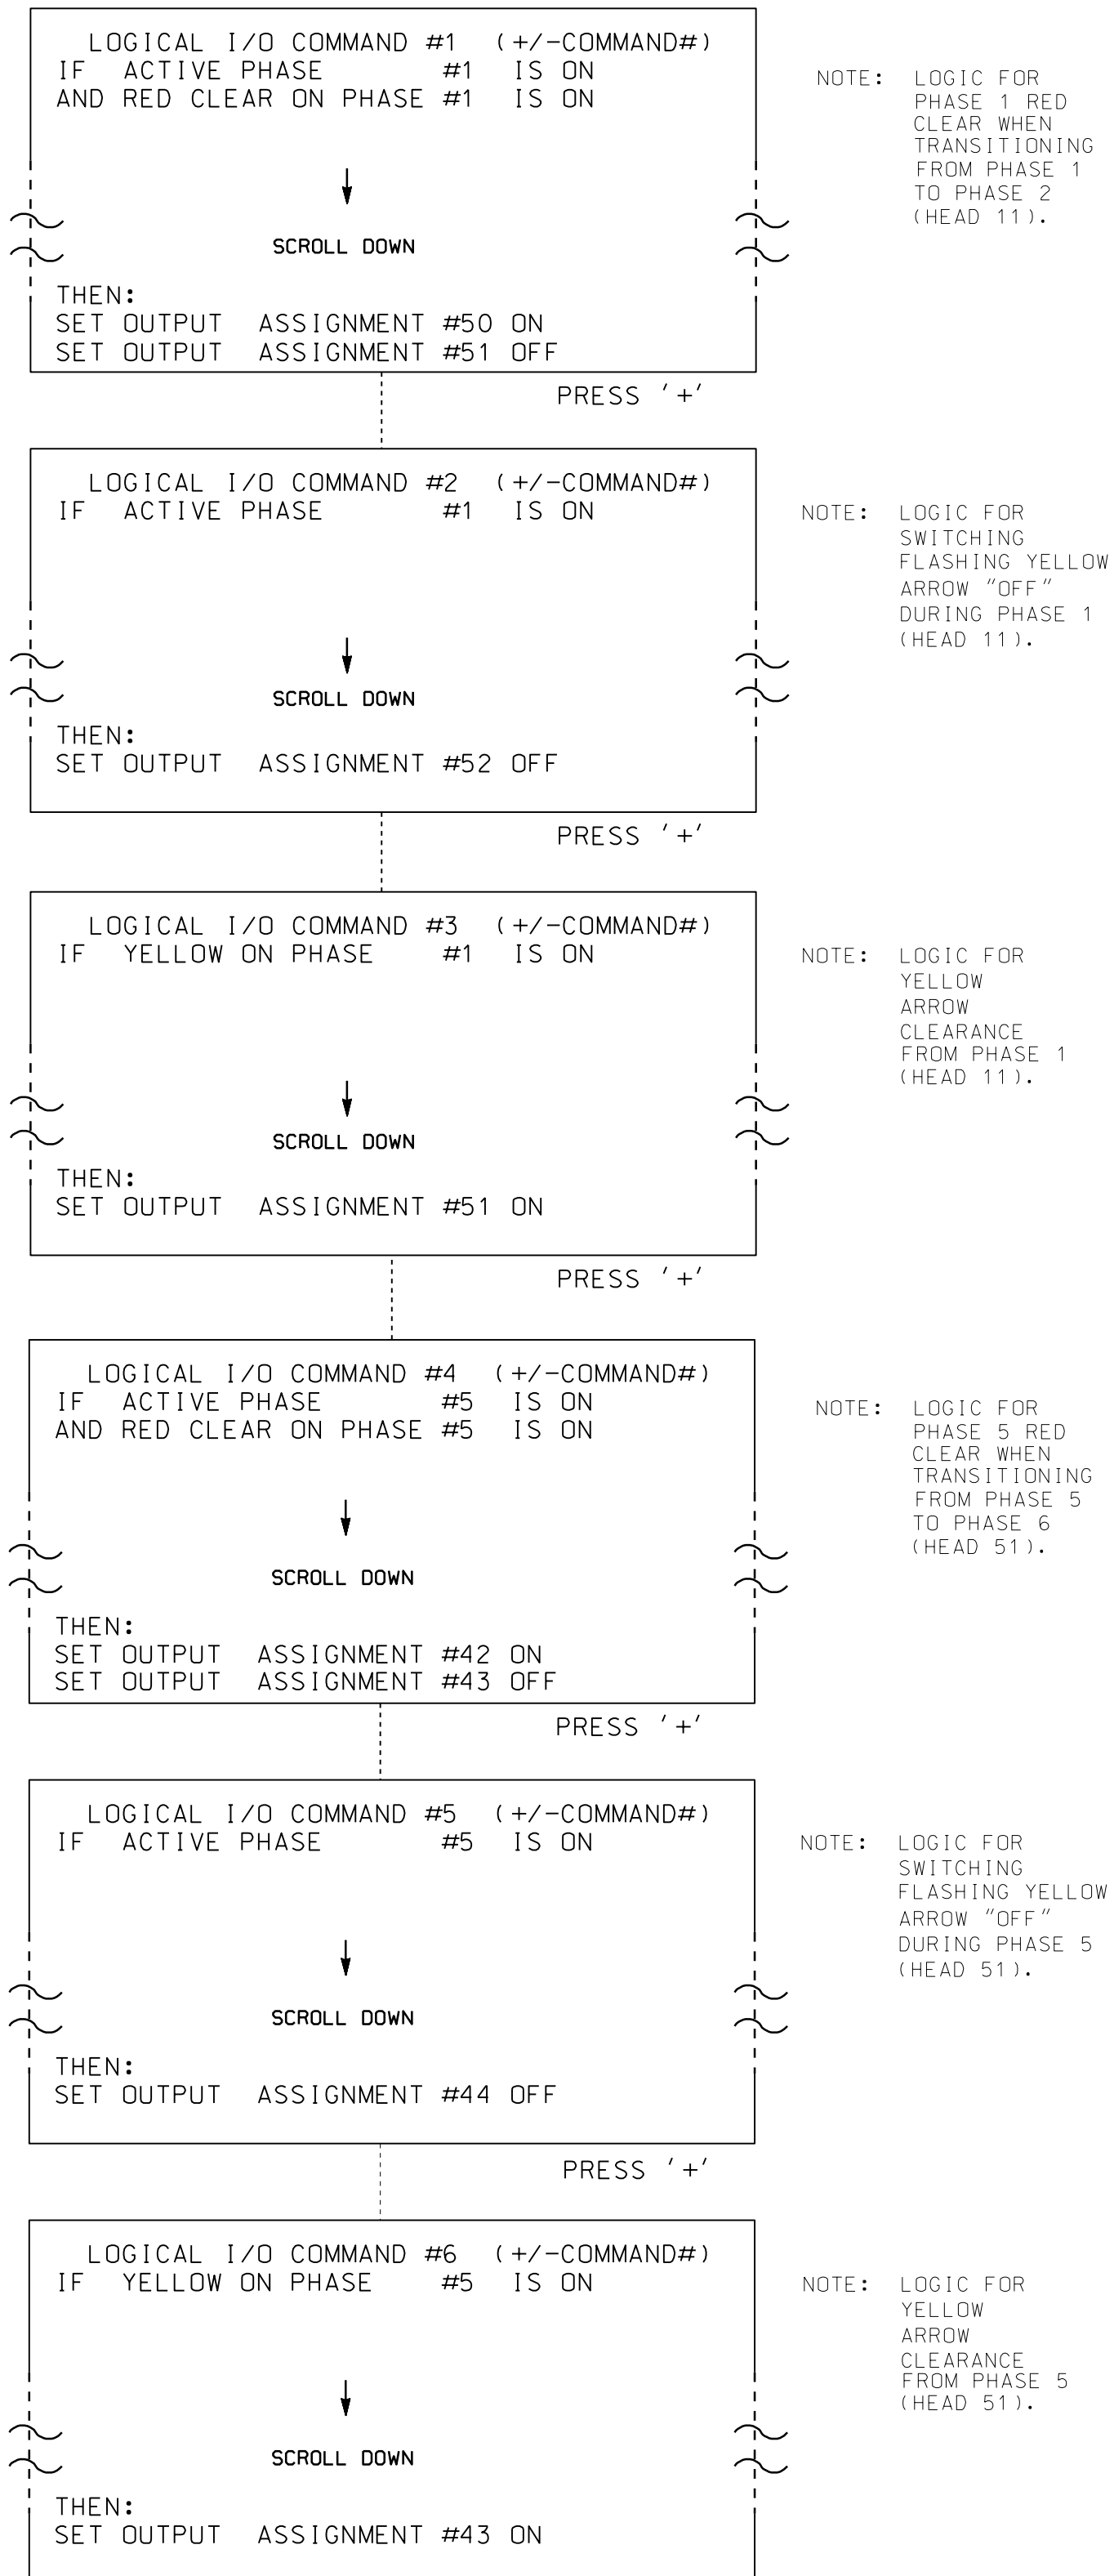 LOGICAL I/O COMMAND #1 (+/-COMMAND#)
IF ACTIVE PHASE #1 IS ON
AND RED CLEAR ON PHASE #1 IS ON
SCROLL DOWN
THEN:
SET OUTPUT ASSIGNMENT #50 ON
SET OUTPUT ASSIGNMENT #51 OFF
NOTE: LOGIC FOR
PHASE 1 RED
CLEAR WHEN
TRANSITIONING
FROM PHASE 1
TO PHASE 2
(HEAD 11).
PRESS '+'
LOGICAL I/O COMMAND #2 (+/-COMMAND#)
IF ACTIVE PHASE #1 IS ON
SCROLL DOWN
THEN:
SET OUTPUT ASSIGNMENT #52 OFF
NOTE: LOGIC FOR
SWITCHING
FLASHING YELLOW
ARROW "OFF"
DURING PHASE 1
(HEAD 11).
PRESS '+'
LOGICAL I/O COMMAND #3 (+/-COMMAND#)
IF YELLOW ON PHASE #1 IS ON
SCROLL DOWN
THEN:
SET OUTPUT ASSIGNMENT #51 ON
NOTE: LOGIC FOR
YELLOW
ARROW
CLEARANCE
FROM PHASE 1
(HEAD 11).
PRESS '+'
LOGICAL I/O COMMAND #4 (+/-COMMAND#)
IF ACTIVE PHASE #5 IS ON
AND RED CLEAR ON PHASE #5 IS ON
SCROLL DOWN
THEN:
SET OUTPUT ASSIGNMENT #42 ON
SET OUTPUT ASSIGNMENT #43 OFF
NOTE: LOGIC FOR
PHASE 5 RED
CLEAR WHEN
TRANSITIONING
FROM PHASE 5
TO PHASE 6
(HEAD 51).
PRESS '+'
LOGICAL I/O COMMAND #5 (+/-COMMAND#)
IF ACTIVE PHASE #5 IS ON
SCROLL DOWN
THEN:
SET OUTPUT ASSIGNMENT #44 OFF
NOTE: LOGIC FOR
SWITCHING
FLASHING YELLOW
ARROW "OFF"
DURING PHASE 5
(HEAD 51).
PRESS '+'
LOGICAL I/O COMMAND #6 (+/-COMMAND#)
IF YELLOW ON PHASE #5 IS ON
SCROLL DOWN
THEN:
SET OUTPUT ASSIGNMENT #43 ON
NOTE: LOGIC FOR
YELLOW
ARROW
CLEARANCE
FROM PHASE 5
(HEAD 51).